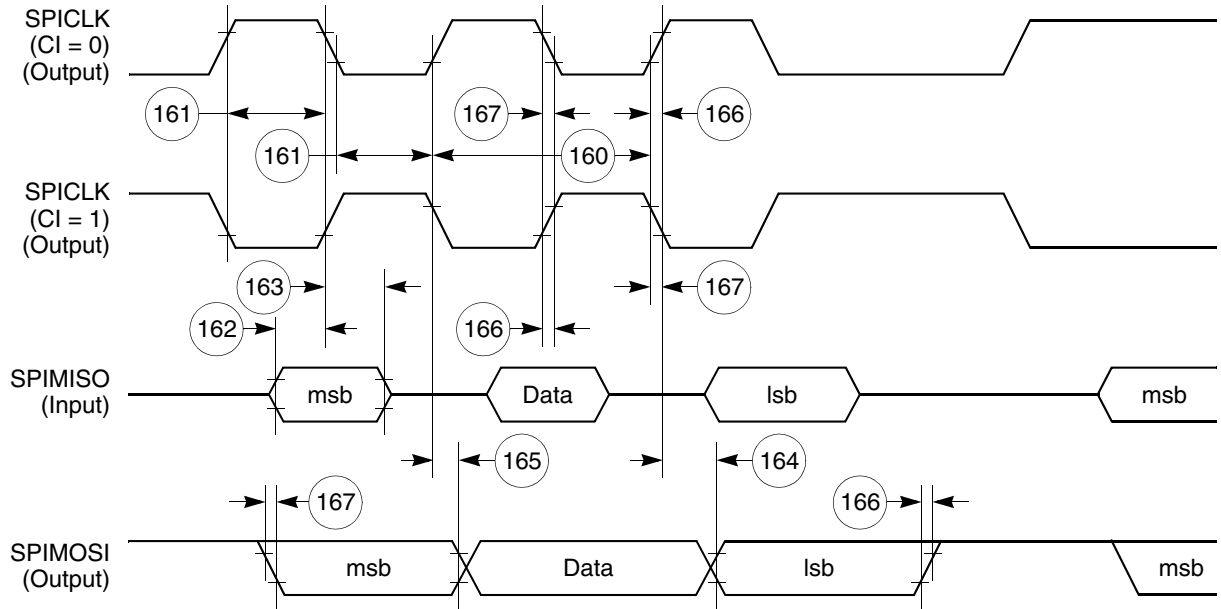 SPICLK
(CI = 0)
(Output)
161
167
166
161
160
SPICLK
(CI = 1)
(Output)
163
167
162
166
SPIMISO
(Input)
msb
Data
lsb
msb
165
164
167
166
SPIMOSI
(Output)
msb
Data
lsb
msb